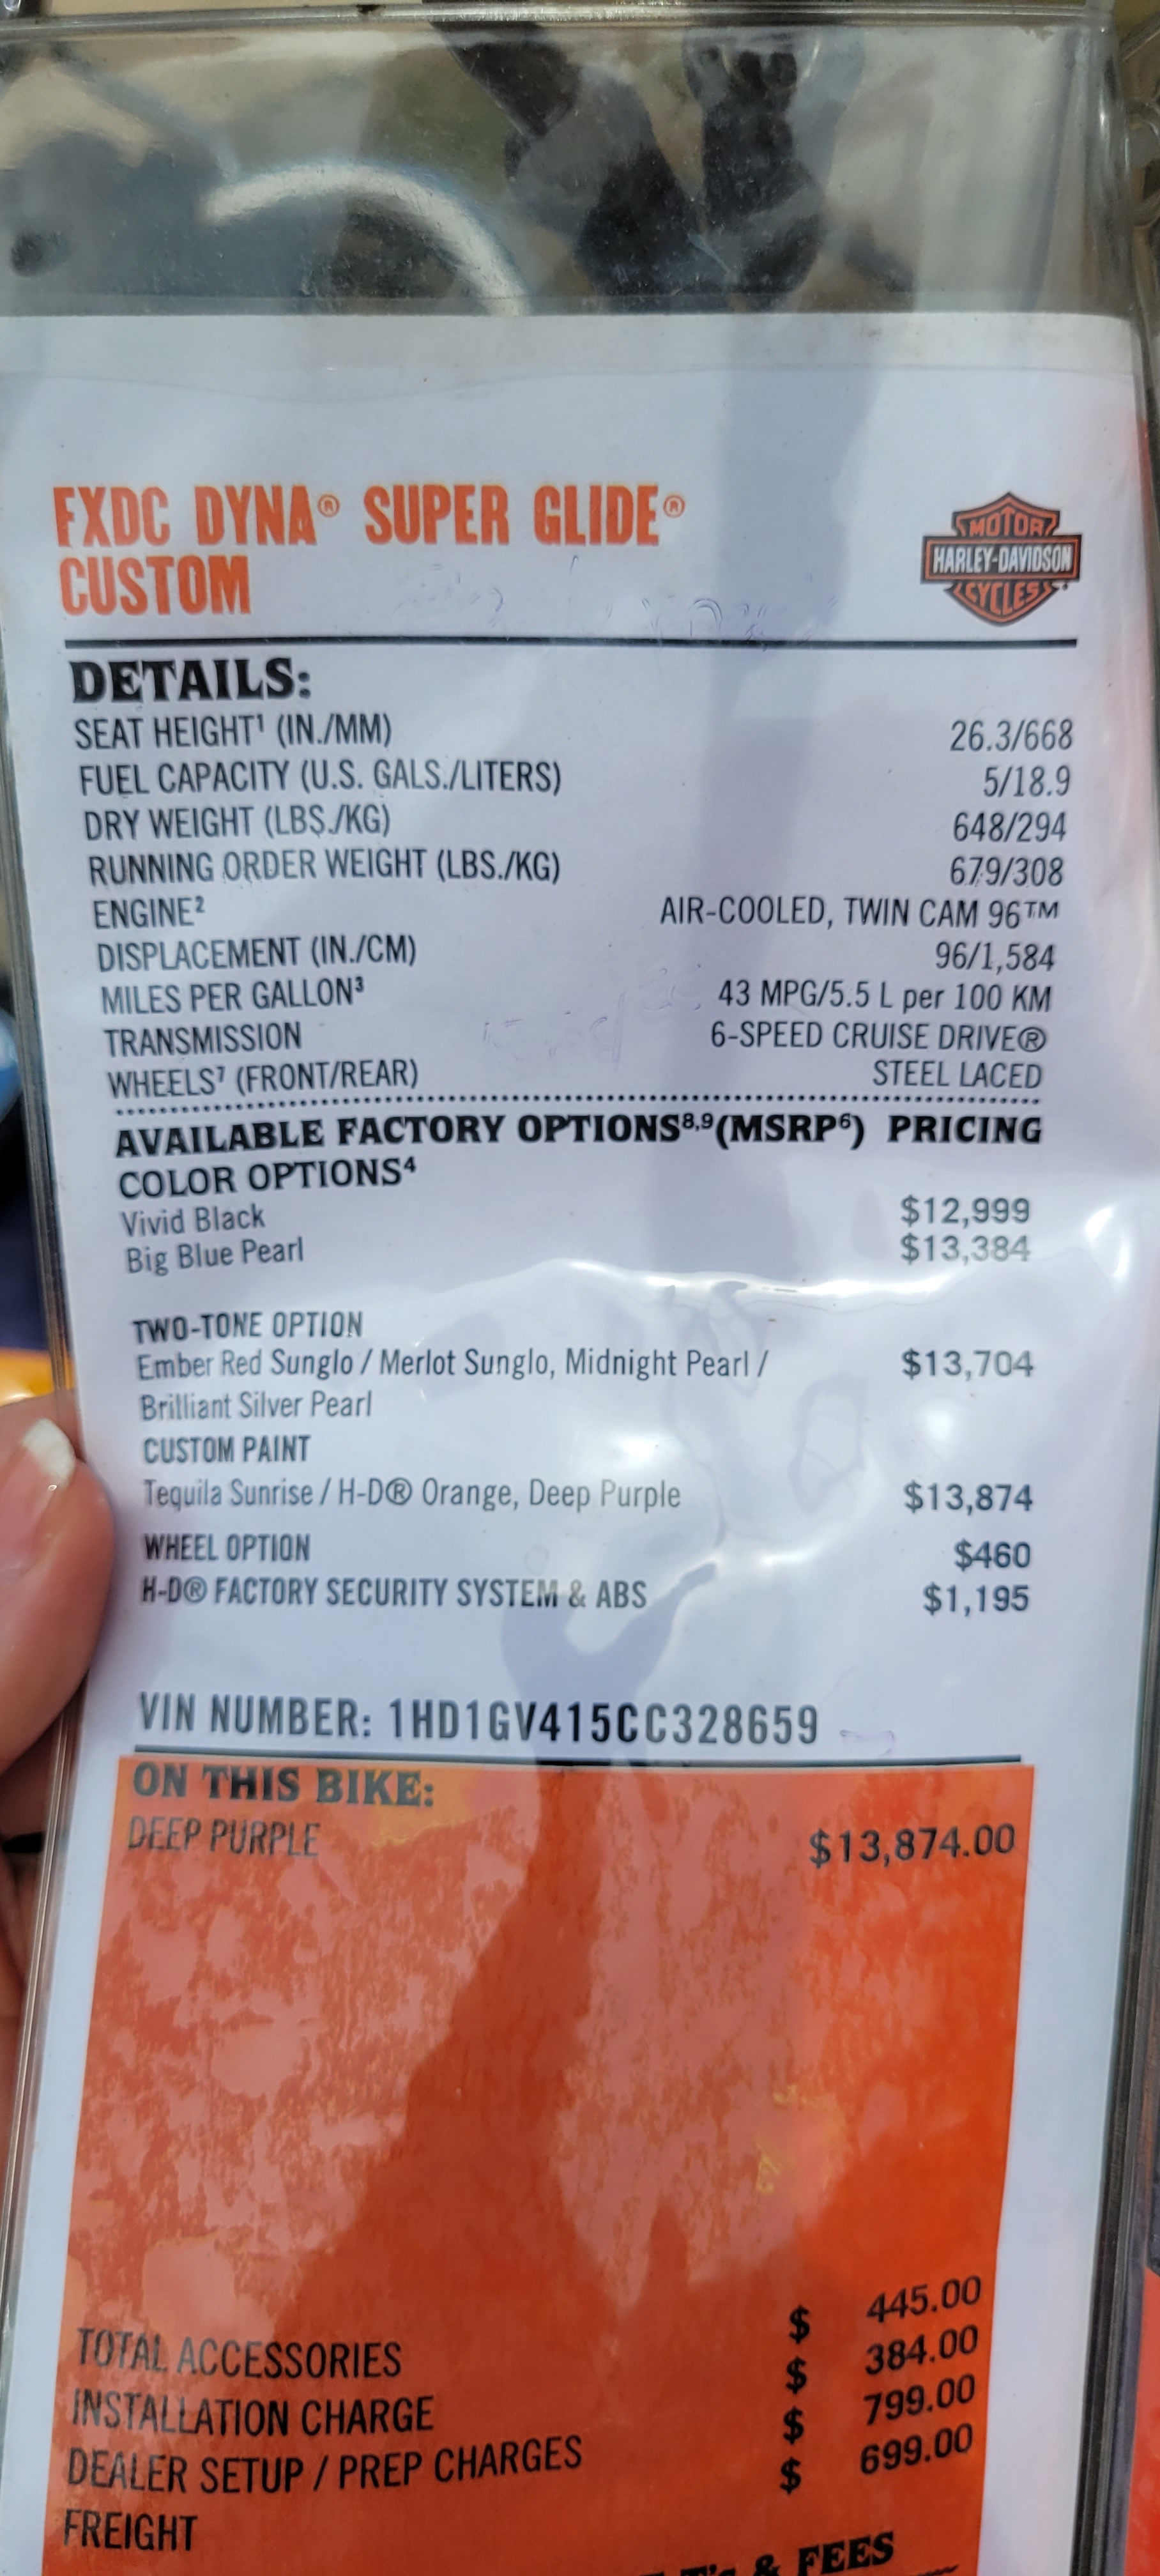 FXDC DYNA® SUPER GLIDE®
CUSTOM
MOTOR
HARLEY-DAVIDSON
CYCLES
DETAILS:
SEAT HEIGHT¹ (IN./MM) 26.3/668
FUEL CAPACITY (U.S. GALS./LITERS) 5/18.9
DRY WEIGHT (LBS./KG) 648/294
RUNNING ORDER WEIGHT (LBS./KG) 679/308
ENGINE² AIR-COOLED, TWIN CAM 96™
DISPLACEMENT (IN./CM) 96/1,584
MILES PER GALLON³ 43 MPG/5.5 L per 100 KM
TRANSMISSION 6-SPEED CRUISE DRIVE®
WHEELS⁷ (FRONT/REAR) STEEL LACED
AVAILABLE FACTORY OPTIONS⁸,⁹(MSRP⁶) PRICING
COLOR OPTIONS⁴
Vivid Black $12,999
Big Blue Pearl $13,384
TWO-TONE OPTION
Ember Red Sunglo / Merlot Sunglo, Midnight Pearl / $13,704
Brilliant Silver Pearl
CUSTOM PAINT
Tequila Sunrise / H-D® Orange, Deep Purple $13,874
WHEEL OPTION $460
H-D® FACTORY SECURITY SYSTEM & ABS $1,195
VIN NUMBER: 1HD1GV415CC328659
ON THIS BIKE:
DEEP PURPLE $13,874.00
TOTAL ACCESSORIES $ 445.00
INSTALLATION CHARGE $ 384.00
DEALER SETUP / PREP CHARGES $ 799.00
FREIGHT $ 699.00
& FEES